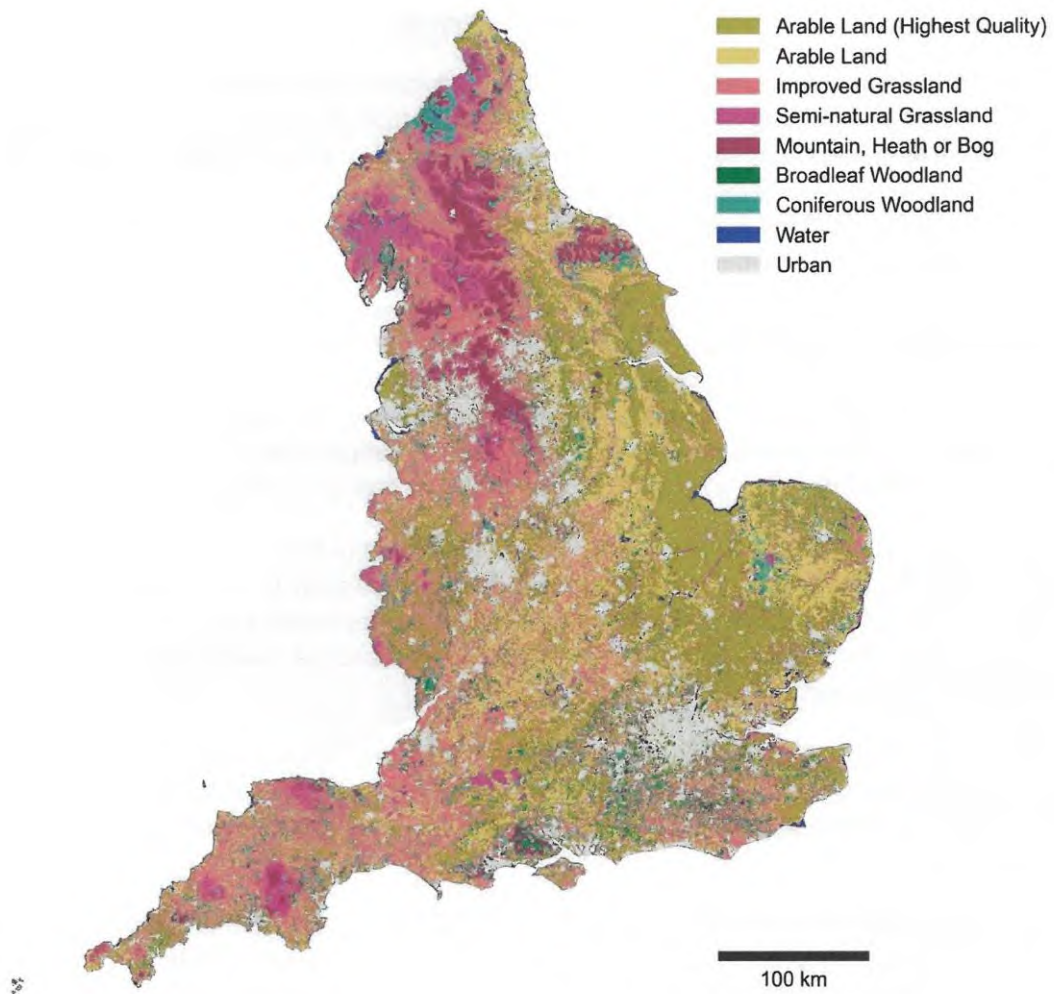 Arable Land (Highest Quality)
Arable Land
Improved Grassland
Semi-natural Grassland
Mountain, Heath or Bog
Broadleaf Woodland
Coniferous Woodland
Water
Urban
100 km